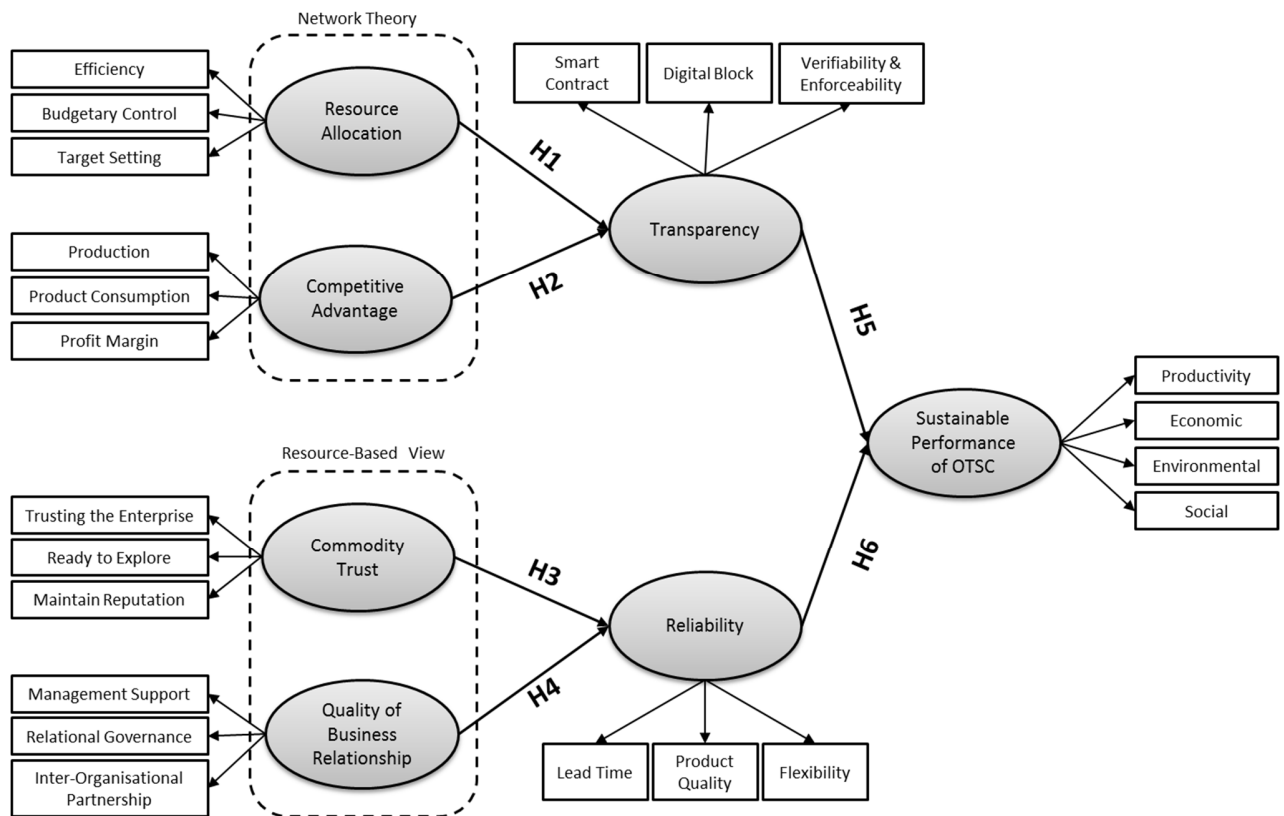 Network Theory
Efficiency
Budgetary Control
Target Setting
Resource
Allocation
Production
Product Consumption
Profit Margin
Competitive
Advantage
H1
H2
Smart
Contract
Digital Block
Verifiability &
Enforceability
Transparency
Resource-Based View
Trusting the Enterprise
Ready to Explore
Maintain Reputation
Commodity
Trust
Management Support
Relational Governance
Inter-Organisational
Partnership
Quality of
Business
Relationship
H3
H4
Reliability
Lead Time
Product
Quality
Flexibility
H5
H6
Sustainable
Performance
of OTSC
Productivity
Economic
Environmental
Social